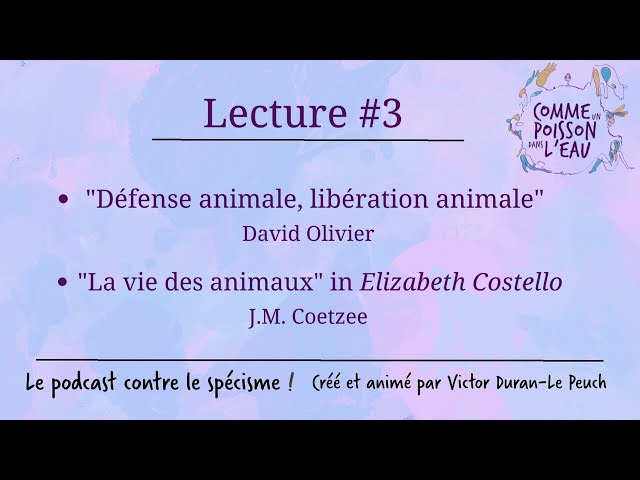 Lecture #3
COMME UN
POISSON
DANS L'EAU
• "Défense animale, libération animale"
David Olivier
• "La vie des animaux" in Elizabeth Costello
J.M. Coetzee
Le podcast contre le spécisme ! Créé et animé par Victor Duran-Le Peuch